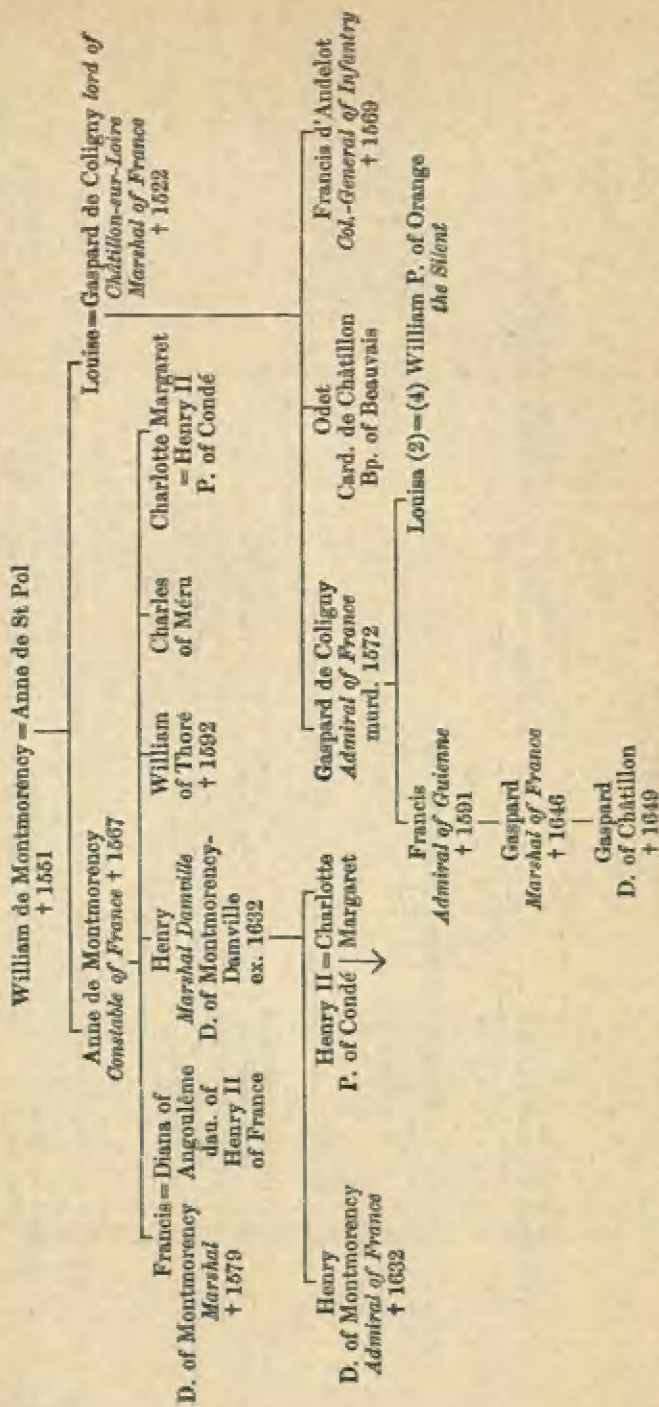 William de Montmorency = Anne de St Pol
† 1551
Anne de Montmorency
Constable of France † 1567
Louise = Gaspard de Coligny lord of
Châtillon-sur-Loire
Marshal of France
† 1522
Francis = Diana of
D. of Montmorency Angoulême
Marshal dau. of
† 1579 Henry II
of France
Henry
Marshal Damville
D. of Montmorency-
Damville
ex. 1632
William
of Thoré
† 1592
Charles
of Méru
Charlotte Margaret
= Henry II
P. of Condé
Gaspard de Coligny
Admiral of France
murd. 1572
Odet
Card. de Châtillon
Bp. of Beauvais
Francis d'Andelot
Col.-General of Infantry
† 1569
Henry
D. of Montmorency
Admiral of France
† 1632
Henry II = Charlotte
P. of Condé Margaret
Francis
Admiral of Guienne
† 1591
Louisa (2) = (4) William P. of Orange
the Silent
Gaspard
Marshal of France
† 1646
Gaspard
D. of Châtillon
† 1649